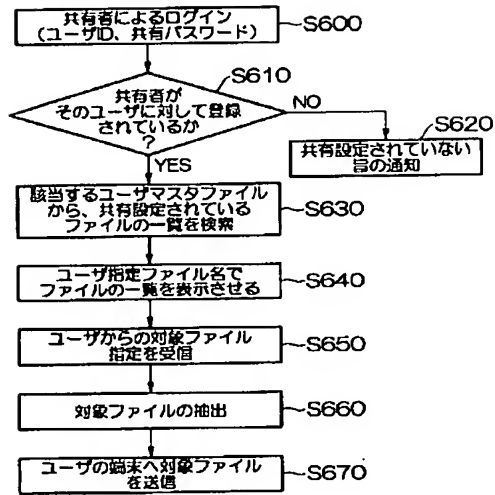 共有者によるログイン
(ユーザID、共有パスワード)
S600
S610
共有者が
そのユーザに対して登録
されているか
?
NO
S620
共有設定されていない
旨の通知
YES
該当するユーザマスタファイル
から、共有設定されている
ファイルの一覧を検索
S630
ユーザ指定ファイル名で
ファイルの一覧を表示させる
S640
ユーザからの対象ファイル
指定を受信
S650
対象ファイルの抽出
S660
ユーザの端末へ対象ファイル
を送信
S670